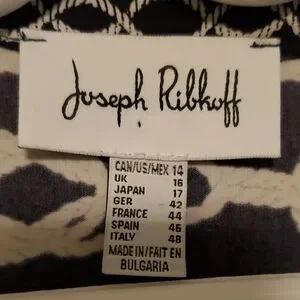 Joseph Ribkoff
CAN/US/MEX 14
UK 16
JAPAN 17
GER 42
FRANCE 44
SPAIN 46
ITALY 48
MADE IN/FAIT EN
BULGARIA